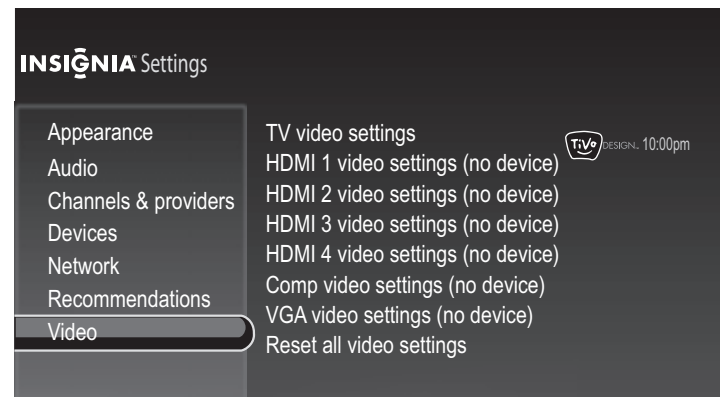 INSIGNIA™ Settings
TiVo DESIGN™ 10:00pm
Appearance
Audio
Channels & providers
Devices
Network
Recommendations
Video
TV video settings
HDMI 1 video settings (no device)
HDMI 2 video settings (no device)
HDMI 3 video settings (no device)
HDMI 4 video settings (no device)
Comp video settings (no device)
VGA video settings (no device)
Reset all video settings